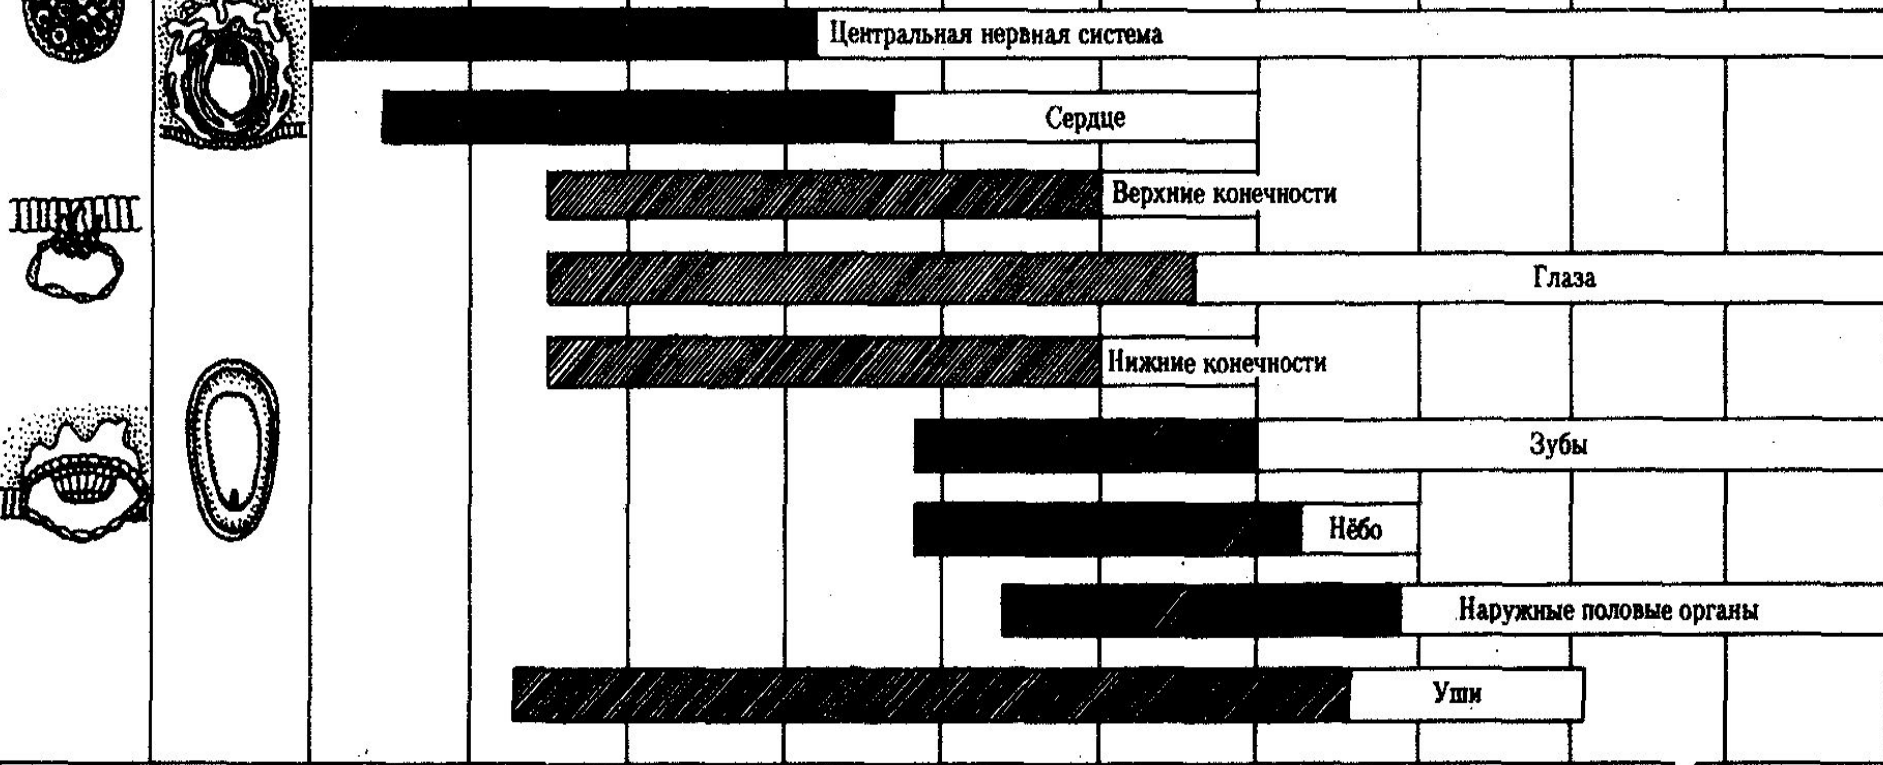 Центральная нервная система
Сердце
Верхние конечности
Глаза
Нижние конечности
Зубы
Нёбо
Наружные половые органы
Уши